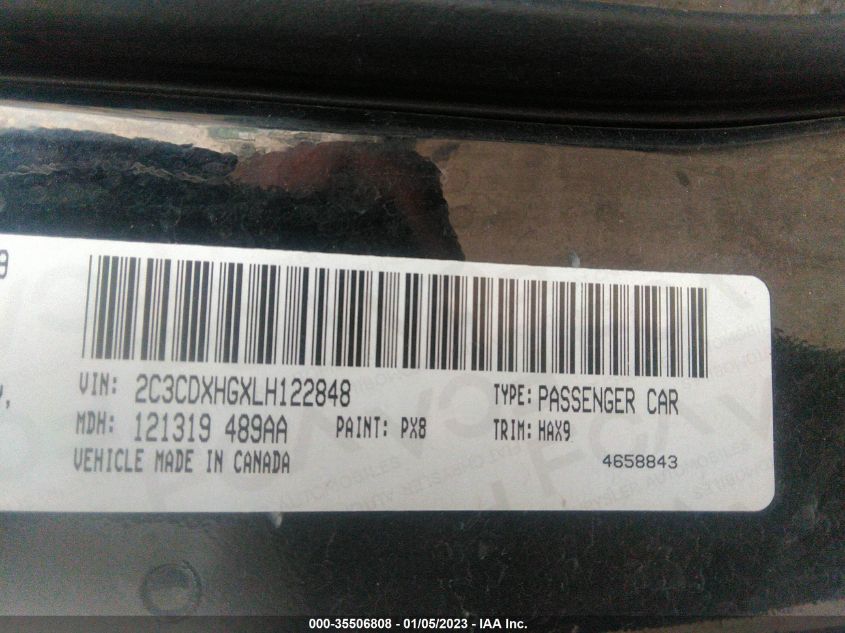 VIN: 2C3CDXHGXLH122848 TYPE: PASSENGER CAR
MDH: 121319 489AA PAINT: PX8 TRIM: HAX9
VEHICLE MADE IN CANADA 4658843
000-35506808 - 01/05/2023 - IAA Inc.